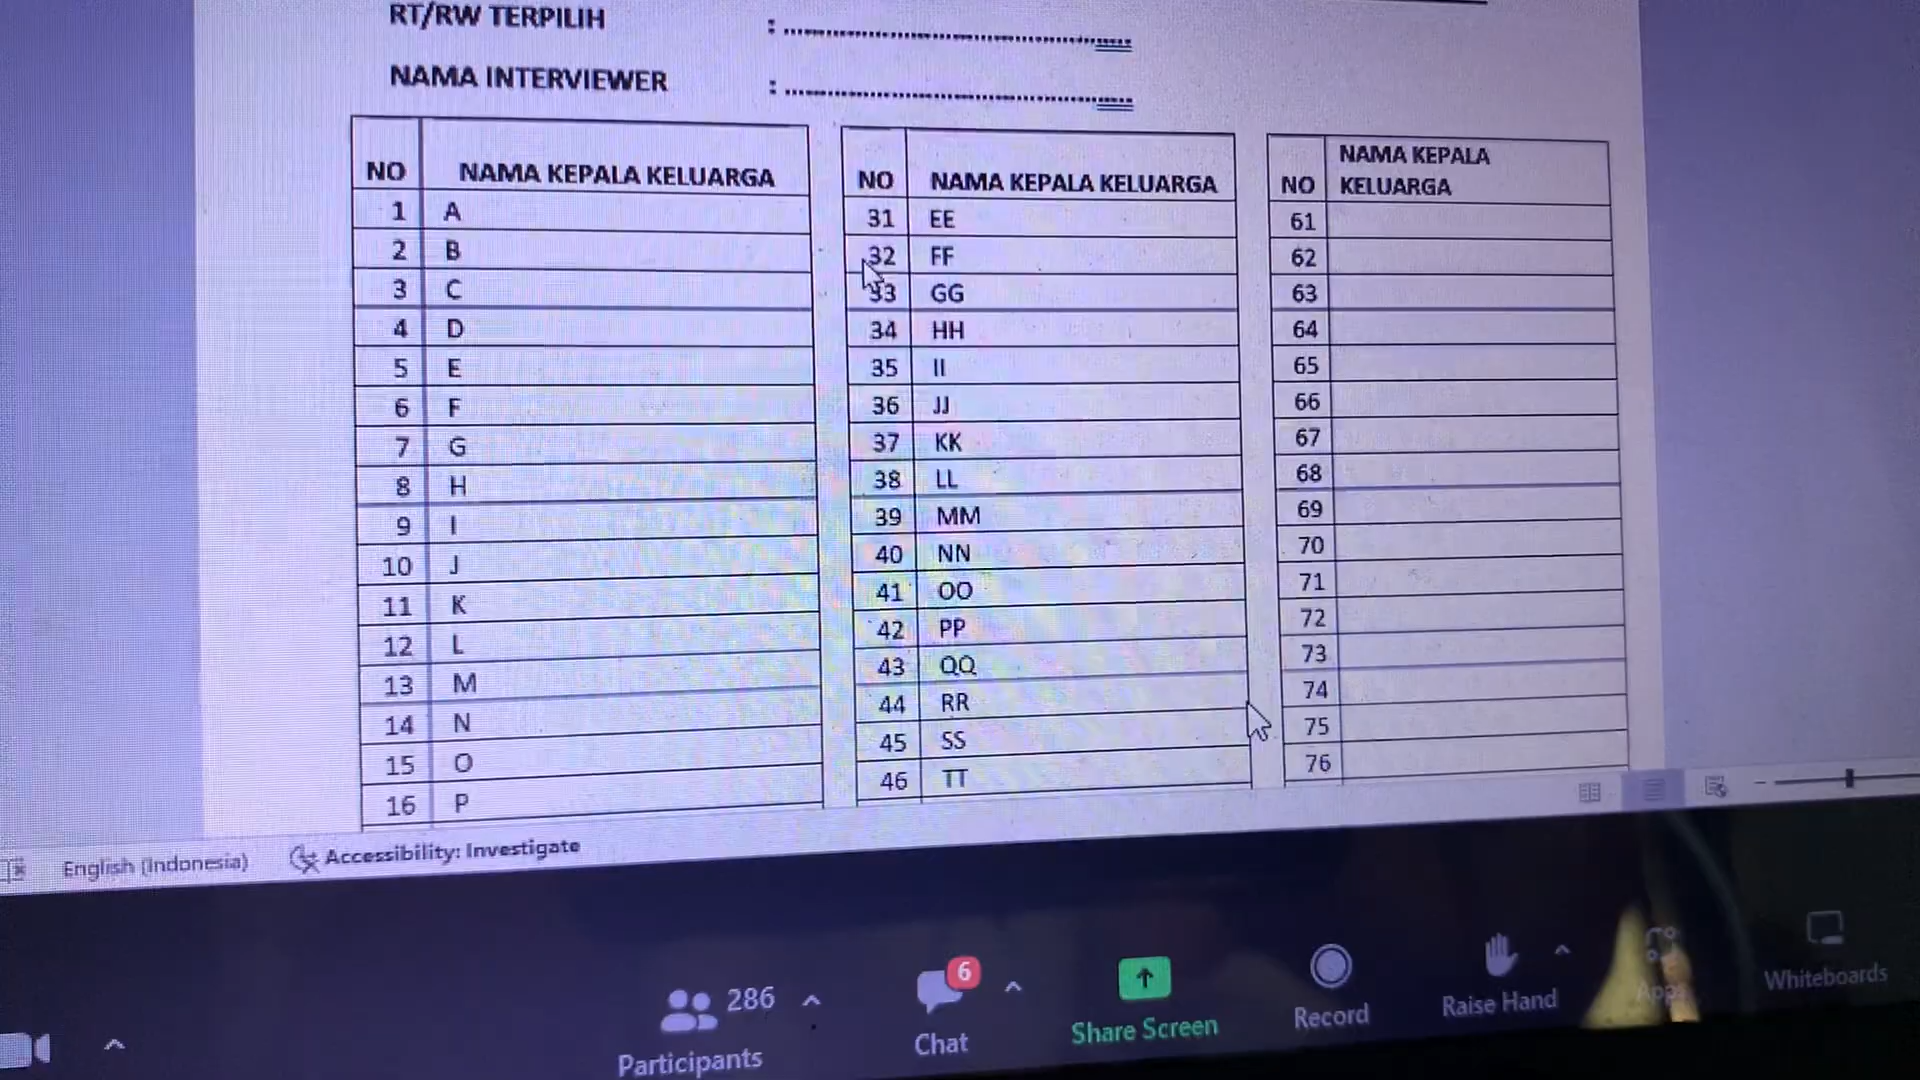 RT/RW TERPILIH : ..............................
NAMA INTERVIEWER : ..............................
NO NAMA KEPALA KELUARGA
1 A
2 B
3 C
4 D
5 E
6 F
7 G
8 H
9 I
10 J
11 K
12 L
13 M
14 N
15 O
16 P
NO NAMA KEPALA KELUARGA
31 EE
32 FF
33 GG
34 HH
35 II
36 JJ
37 KK
38 LL
39 MM
40 NN
41 OO
42 PP
43 QQ
44 RR
45 SS
46 TT
NO NAMA KEPALA
KELUARGA
61
62
63
64
65
66
67
68
69
70
71
72
73
74
75
76
English (Indonesia) Accessibility: Investigate
286
Participants
6
Chat
Share Screen
Record
Raise Hand
Apps
Whiteboards